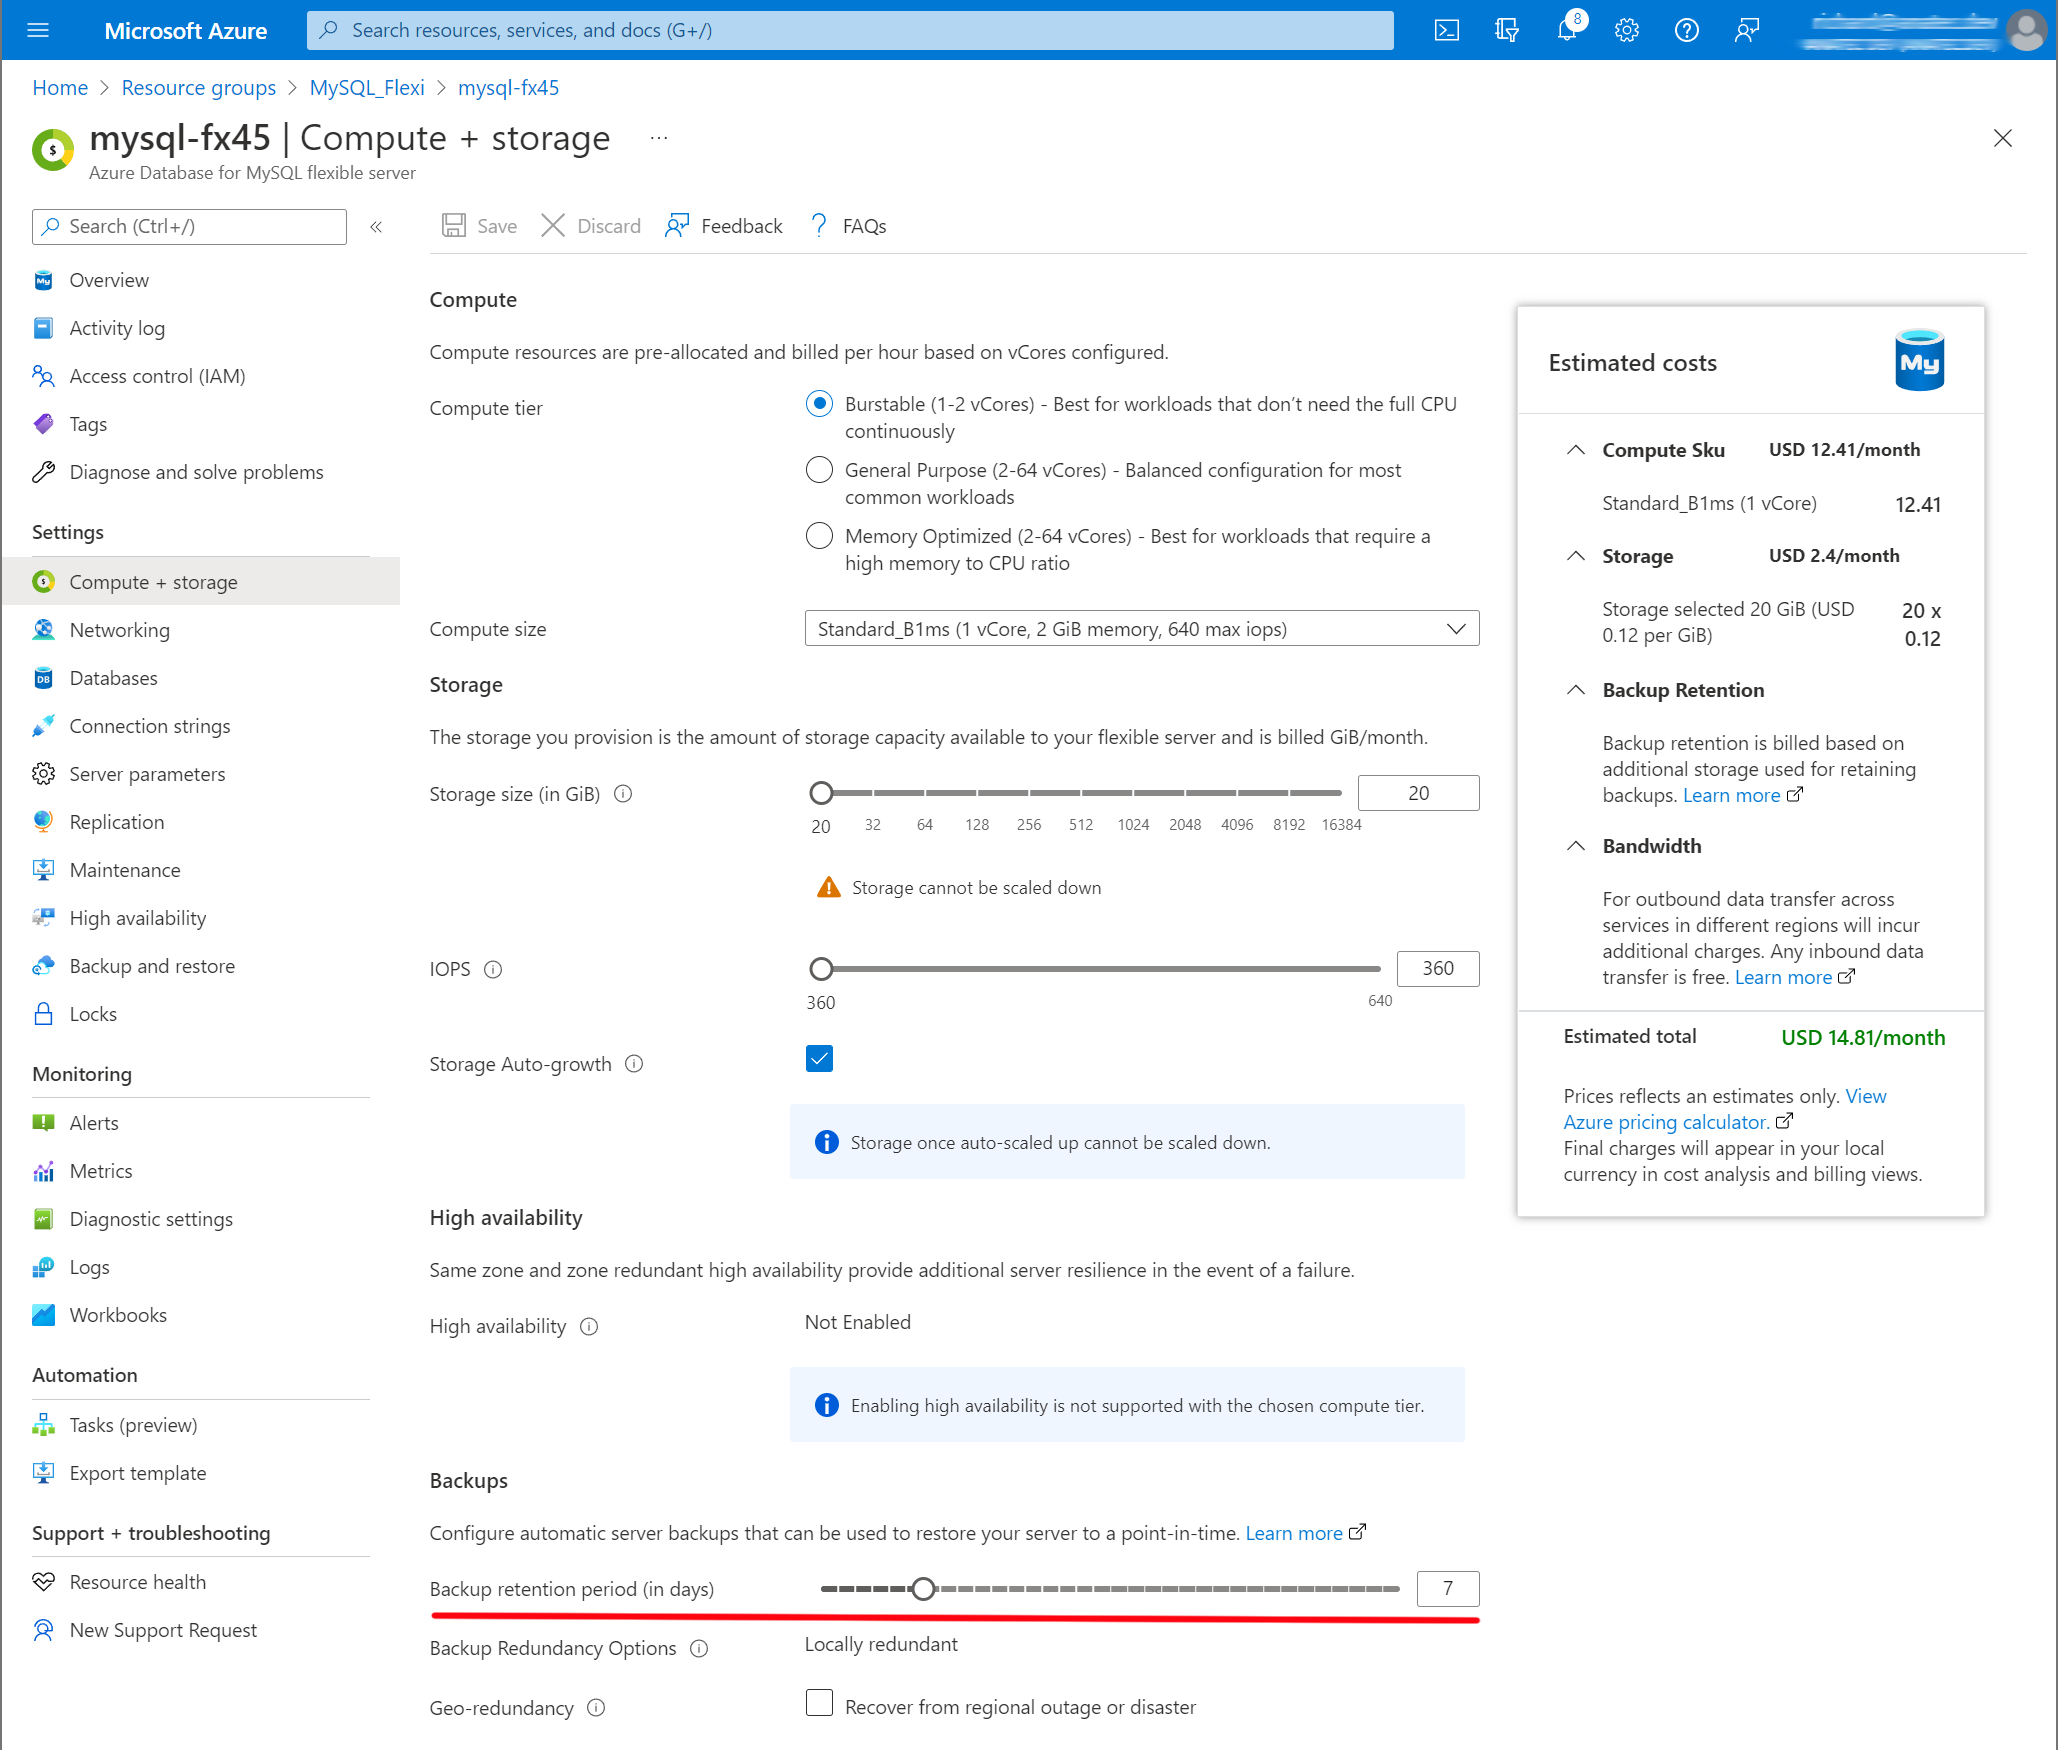 Microsoft Azure
Search resources, services, and docs (G+/)
8
Home > Resource groups > MySQL_Flexi > mysql-fx45
mysql-fx45 | Compute + storage ...
Azure Database for MySQL flexible server
Search (Ctrl+/)
«
Overview
Activity log
Access control (IAM)
Tags
Diagnose and solve problems
Settings
Compute + storage
Networking
Databases
Connection strings
Server parameters
Replication
Maintenance
High availability
Backup and restore
Locks
Monitoring
Alerts
Metrics
Diagnostic settings
Logs
Workbooks
Automation
Tasks (preview)
Export template
Support + troubleshooting
Resource health
New Support Request
Save Discard Feedback ? FAQs
Compute
Compute resources are pre-allocated and billed per hour based on vCores configured.
Compute tier
Burstable (1-2 vCores) - Best for workloads that don’t need the full CPU
continuously
General Purpose (2-64 vCores) - Balanced configuration for most
common workloads
Memory Optimized (2-64 vCores) - Best for workloads that require a
high memory to CPU ratio
Compute size
Standard_B1ms (1 vCore, 2 GiB memory, 640 max iops)
Storage
The storage you provision is the amount of storage capacity available to your flexible server and is billed GiB/month.
Storage size (in GiB)
20
20 32 64 128 256 512 1024 2048 4096 8192 16384
Storage cannot be scaled down
IOPS
360
360 640
Storage Auto-growth
Storage once auto-scaled up cannot be scaled down.
High availability
Same zone and zone redundant high availability provide additional server resilience in the event of a failure.
High availability
Not Enabled
Enabling high availability is not supported with the chosen compute tier.
Backups
Configure automatic server backups that can be used to restore your server to a point-in-time. Learn more
Backup retention period (in days)
7
Backup Redundancy Options
Locally redundant
Geo-redundancy
Recover from regional outage or disaster
Estimated costs
My
Compute Sku USD 12.41/month
Standard_B1ms (1 vCore) 12.41
Storage USD 2.4/month
Storage selected 20 GiB (USD 20 x
0.12 per GiB) 0.12
Backup Retention
Backup retention is billed based on
additional storage used for retaining
backups. Learn more
Bandwidth
For outbound data transfer across
services in different regions will incur
additional charges. Any inbound data
transfer is free. Learn more
Estimated total USD 14.81/month
Prices reflects an estimates only. View
Azure pricing calculator.
Final charges will appear in your local
currency in cost analysis and billing views.